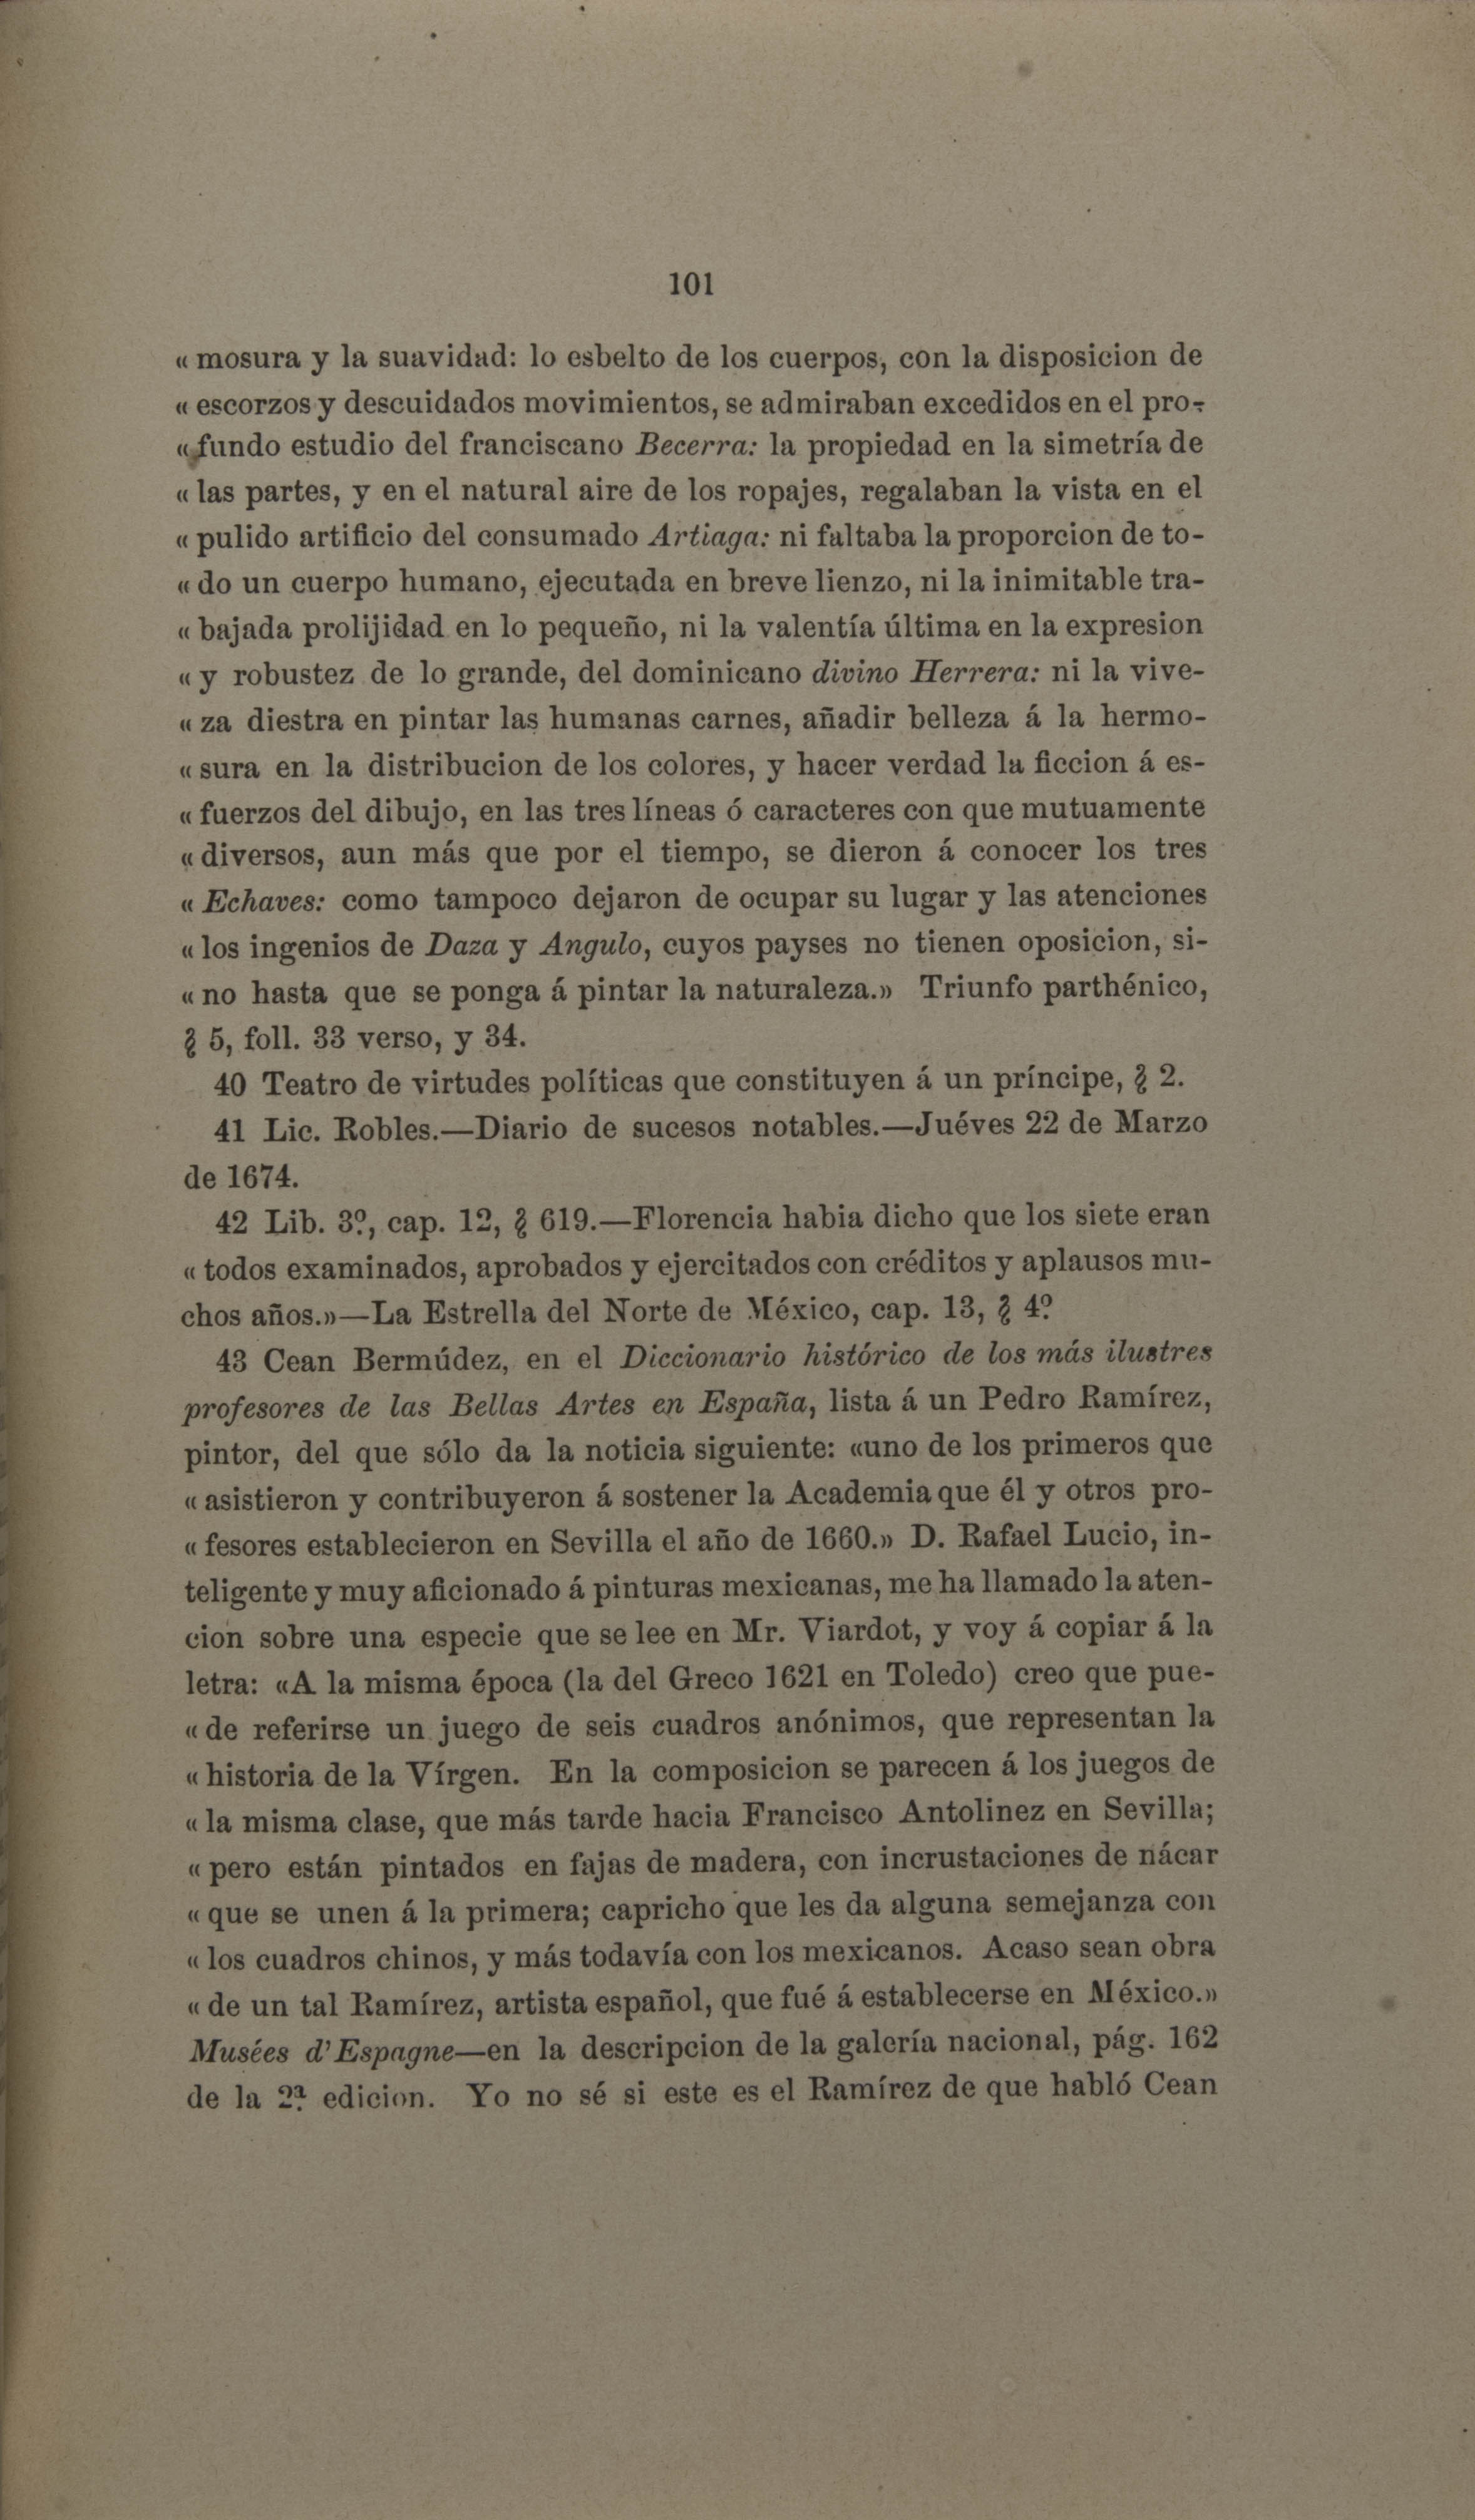 101
« mosura y la suavidad: lo esbelto de los cuerpos, con la disposicion de
« escorzos y descuidados movimientos, se admiraban excedidos en el pro-
« fundo estudio del franciscano Becerra: la propiedad en la simetría de
« las partes, y en el natural aire de los ropajes, regalaban la vista en el
« pulido artificio del consumado Artiaga: ni faltaba la proporcion de to-
« do un cuerpo humano, ejecutada en breve lienzo, ni la inimitable tra-
« bajada prolijidad en lo pequeño, ni la valentía última en la expresion
« y robustez de lo grande, del dominicano divino Herrera: ni la vive-
« za diestra en pintar las humanas carnes, añadir belleza á la hermo-
« sura en la distribucion de los colores, y hacer verdad la ficcion á es-
« fuerzos del dibujo, en las tres líneas ó caracteres con que mutuamente
« diversos, aun más que por el tiempo, se dieron á conocer los tres
« Echaves: como tampoco dejaron de ocupar su lugar y las atenciones
« los ingenios de Daza y Angulo, cuyos payses no tienen oposicion, si-
« no hasta que se ponga á pintar la naturaleza.» Triunfo parthénico,
§ 5, foll. 33 verso, y 34.
40 Teatro de virtudes políticas que constituyen á un príncipe, § 2.
41 Lic. Robles.—Diario de sucesos notables.—Juéves 22 de Marzo
de 1674.
42 Lib. 3º, cap. 12, § 619.—Florencia habia dicho que los siete eran
« todos examinados, aprobados y ejercitados con créditos y aplausos mu-
chos años.»—La Estrella del Norte de México, cap. 13, § 4º
43 Cean Bermúdez, en el Diccionario histórico de los más ilustres
profesores de las Bellas Artes en España, lista á un Pedro Ramírez,
pintor, del que sólo da la noticia siguiente: «uno de los primeros que
« asistieron y contribuyeron á sostener la Academia que él y otros pro-
« fesores establecieron en Sevilla el año de 1660.» D. Rafael Lucio, in-
teligente y muy aficionado á pinturas mexicanas, me ha llamado la aten-
cion sobre una especie que se lee en Mr. Viardot, y voy á copiar á la
letra: «A la misma época (la del Greco 1621 en Toledo) creo que pue-
« de referirse un juego de seis cuadros anónimos, que representan la
« historia de la Vírgen. En la composicion se parecen á los juegos de
« la misma clase, que más tarde hacia Francisco Antolinez en Sevilla;
« pero están pintados en fajas de madera, con incrustaciones de nácar
« que se unen á la primera; capricho que les da alguna semejanza con
« los cuadros chinos, y más todavía con los mexicanos. Acaso sean obra
« de un tal Ramírez, artista español, que fué á establecerse en México.»
Musées d'Espagne—en la descripcion de la galería nacional, pág. 162
de la 2ª edicion. Yo no sé si este es el Ramírez de que habló Cean